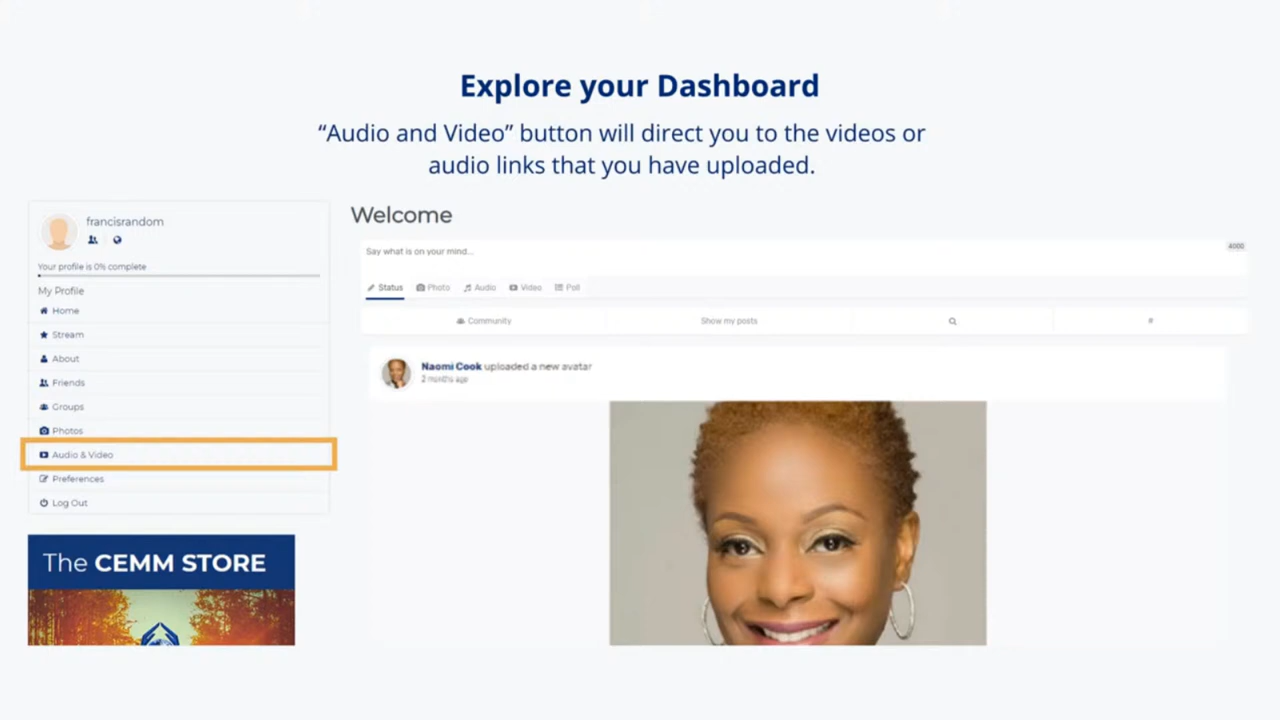 Explore your Dashboard
“Audio and Video” button will direct you to the videos or
audio links that you have uploaded.
francisrandom
Your profile is 0% complete
My Profile
Home
Stream
About
Friends
Groups
Photos
Audio & Video
Preferences
Log Out
The CEMM STORE
Welcome
Say what is on your mind...
4000
Status Photo Audio Video Poll
Community Show my posts #
Naomi Cook uploaded a new avatar
2 months ago